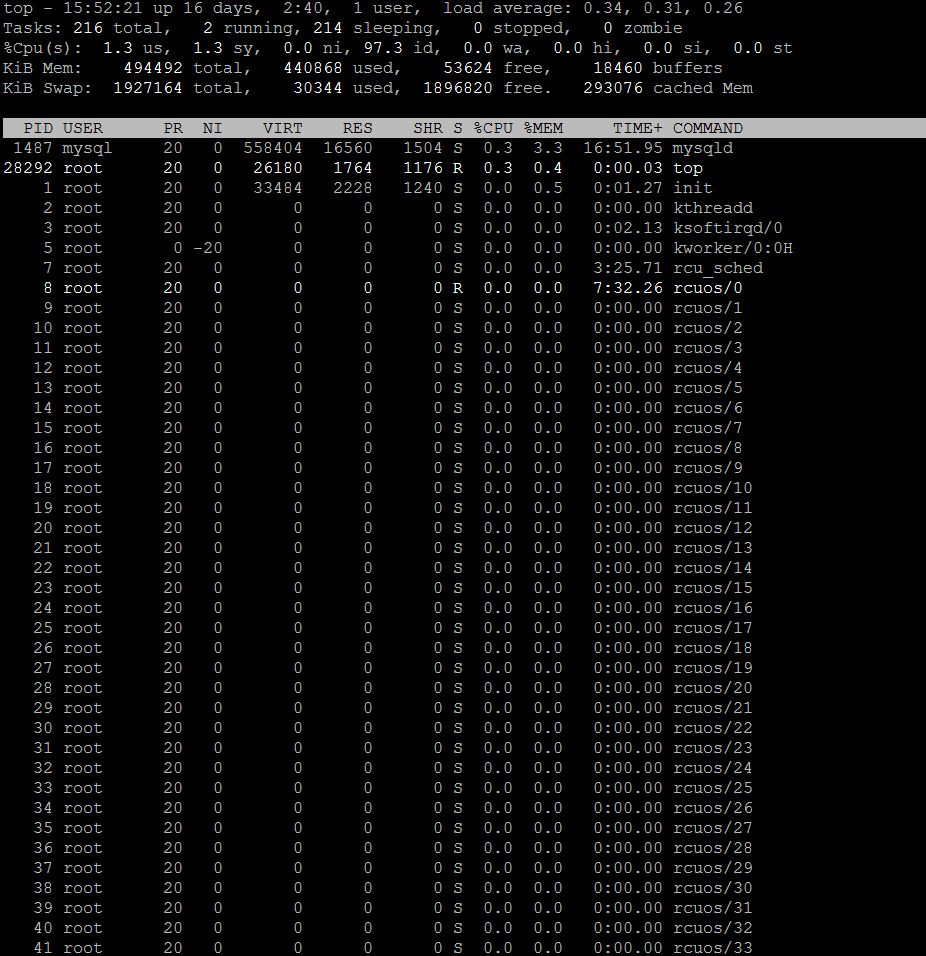 top - 15:52:21 up 16 days,  2:40,  1 user,  load average: 0.34, 0.31, 0.26
Tasks: 216 total,   2 running, 214 sleeping,   0 stopped,   0 zombie
%Cpu(s):  1.3 us,  1.3 sy,  0.0 ni, 97.3 id,  0.0 wa,  0.0 hi,  0.0 si,  0.0 st
KiB Mem:    494492 total,   440868 used,    53624 free,    18460 buffers
KiB Swap:  1927164 total,    30344 used,  1896820 free.   293076 cached Mem
  PID USER      PR  NI    VIRT    RES    SHR S %CPU %MEM     TIME+ COMMAND
 1487 mysql     20   0  558404  16560   1504 S  0.3  3.3  16:51.95 mysqld
28292 root      20   0   26180   1764   1176 R  0.3  0.4   0:00.03 top
    1 root      20   0   33484   2228   1240 S  0.0  0.5   0:01.27 init
    2 root      20   0       0      0      0 S  0.0  0.0   0:00.00 kthreadd
    3 root      20   0       0      0      0 S  0.0  0.0   0:02.13 ksoftirqd/0
    5 root       0 -20       0      0      0 S  0.0  0.0   0:00.00 kworker/0:0H
    7 root      20   0       0      0      0 S  0.0  0.0   3:25.71 rcu_sched
    8 root      20   0       0      0      0 R  0.0  0.0   7:32.26 rcuos/0
    9 root      20   0       0      0      0 S  0.0  0.0   0:00.00 rcuos/1
   10 root      20   0       0      0      0 S  0.0  0.0   0:00.00 rcuos/2
   11 root      20   0       0      0      0 S  0.0  0.0   0:00.00 rcuos/3
   12 root      20   0       0      0      0 S  0.0  0.0   0:00.00 rcuos/4
   13 root      20   0       0      0      0 S  0.0  0.0   0:00.00 rcuos/5
   14 root      20   0       0      0      0 S  0.0  0.0   0:00.00 rcuos/6
   15 root      20   0       0      0      0 S  0.0  0.0   0:00.00 rcuos/7
   16 root      20   0       0      0      0 S  0.0  0.0   0:00.00 rcuos/8
   17 root      20   0       0      0      0 S  0.0  0.0   0:00.00 rcuos/9
   18 root      20   0       0      0      0 S  0.0  0.0   0:00.00 rcuos/10
   19 root      20   0       0      0      0 S  0.0  0.0   0:00.00 rcuos/11
   20 root      20   0       0      0      0 S  0.0  0.0   0:00.00 rcuos/12
   21 root      20   0       0      0      0 S  0.0  0.0   0:00.00 rcuos/13
   22 root      20   0       0      0      0 S  0.0  0.0   0:00.00 rcuos/14
   23 root      20   0       0      0      0 S  0.0  0.0   0:00.00 rcuos/15
   24 root      20   0       0      0      0 S  0.0  0.0   0:00.00 rcuos/16
   25 root      20   0       0      0      0 S  0.0  0.0   0:00.00 rcuos/17
   26 root      20   0       0      0      0 S  0.0  0.0   0:00.00 rcuos/18
   27 root      20   0       0      0      0 S  0.0  0.0   0:00.00 rcuos/19
   28 root      20   0       0      0      0 S  0.0  0.0   0:00.00 rcuos/20
   29 root      20   0       0      0      0 S  0.0  0.0   0:00.00 rcuos/21
   30 root      20   0       0      0      0 S  0.0  0.0   0:00.00 rcuos/22
   31 root      20   0       0      0      0 S  0.0  0.0   0:00.00 rcuos/23
   32 root      20   0       0      0      0 S  0.0  0.0   0:00.00 rcuos/24
   33 root      20   0       0      0      0 S  0.0  0.0   0:00.00 rcuos/25
   34 root      20   0       0      0      0 S  0.0  0.0   0:00.00 rcuos/26
   35 root      20   0       0      0      0 S  0.0  0.0   0:00.00 rcuos/27
   36 root      20   0       0      0      0 S  0.0  0.0   0:00.00 rcuos/28
   37 root      20   0       0      0      0 S  0.0  0.0   0:00.00 rcuos/29
   38 root      20   0       0      0      0 S  0.0  0.0   0:00.00 rcuos/30
   39 root      20   0       0      0      0 S  0.0  0.0   0:00.00 rcuos/31
   40 root      20   0       0      0      0 S  0.0  0.0   0:00.00 rcuos/32
   41 root      20   0       0      0      0 S  0.0  0.0   0:00.00 rcuos/33